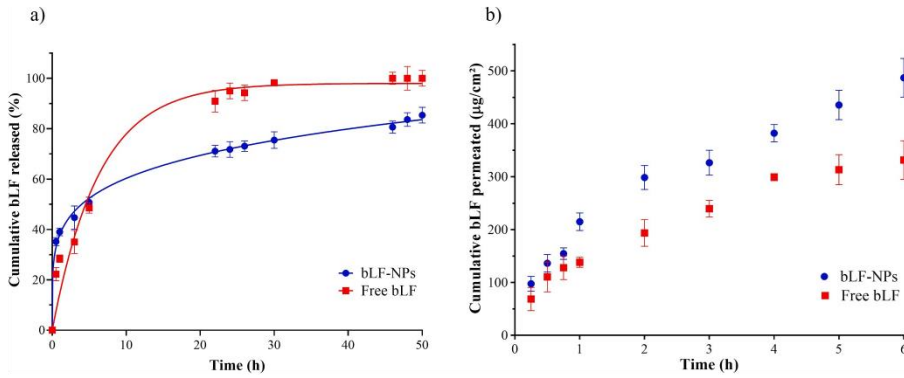 a)
Cumulative bLF released (%)
100
80
60
40
20
0
0
10
20
30
40
50
Time (h)
bLF-NPs
Free bLF
b)
Cumulative bLF permeated (µg/cm²)
500
400
300
200
100
0
0
1
2
3
4
5
6
Time (h)
bLF-NPs
Free bLF